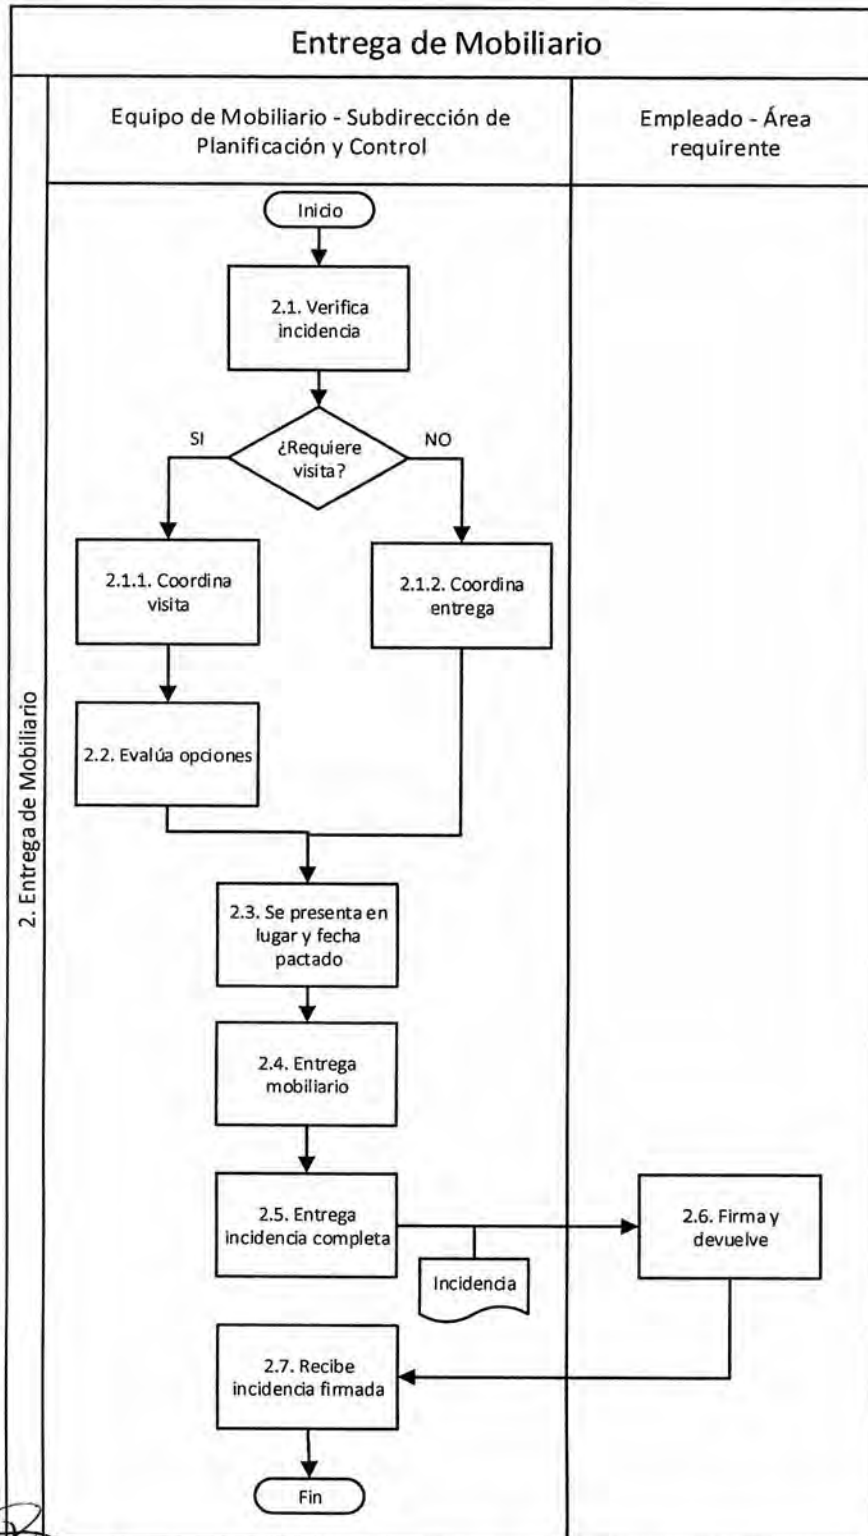 Entrega de Mobiliario
Equipo de Mobiliario - Subdirección de
Planificación y Control
Empleado - Área
requirente
2. Entrega de Mobiliario
Inicio
2.1. Verifica
incidencia
¿Requiere
visita?
SI
NO
2.1.1. Coordina
visita
2.1.2. Coordina
entrega
2.2. Evalúa opciones
2.3. Se presenta en
lugar y fecha
pactado
2.4. Entrega
mobiliario
2.5. Entrega
incidencia completa
Incidencia
2.6. Firma y
devuelve
2.7. Recibe
incidencia firmada
Fin